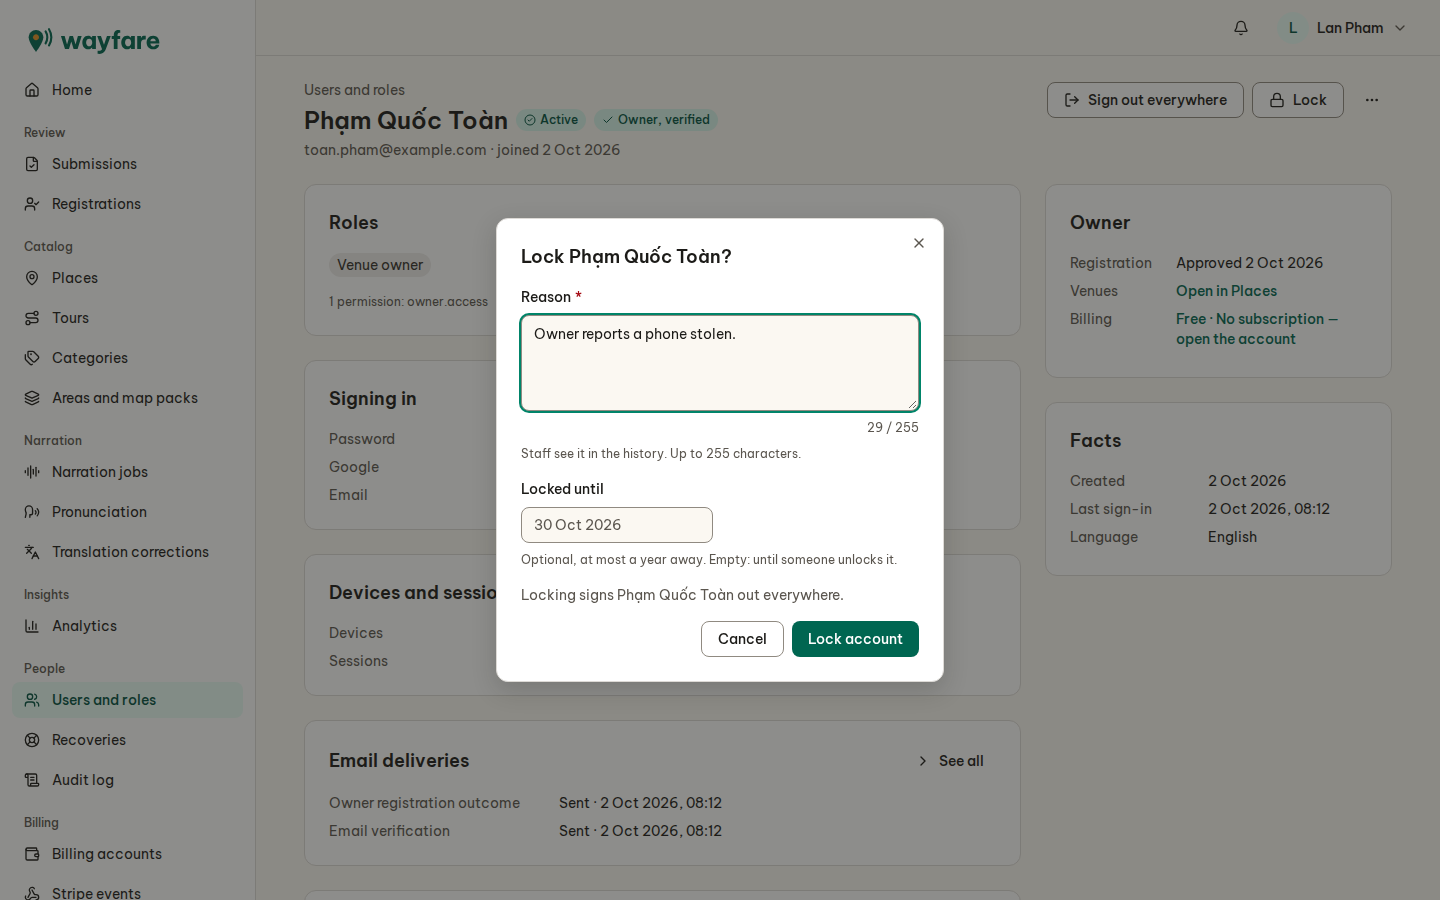 wayfare
Lan Pham
L
Home
Review
Submissions
Registrations
Catalog
Places
Tours
Categories
Areas and map packs
Narration
Narration jobs
Pronunciation
Translation corrections
Insights
Analytics
People
Users and roles
Recoveries
Audit log
Billing
Billing accounts
Stripe events
Users and roles
Phạm Quốc Toàn
Active
Owner, verified
toan.pham@example.com · joined 2 Oct 2026
Sign out everywhere
Lock
Roles
Venue owner
1 permission: owner.access
Signing in
Password
Google
Email
Devices and sessio
Devices
Sessions
Email deliveries
See all
Owner registration outcome Sent · 2 Oct 2026, 08:12
Email verification Sent · 2 Oct 2026, 08:12
Owner
Registration Approved 2 Oct 2026
Venues Open in Places
Billing Free · No subscription —
open the account
Facts
Created 2 Oct 2026
Last sign-in 2 Oct 2026, 08:12
Language English
Lock Phạm Quốc Toàn?
Reason *
Owner reports a phone stolen.
29 / 255
Staff see it in the history. Up to 255 characters.
Locked until
30 Oct 2026
Optional, at most a year away. Empty: until someone unlocks it.
Locking signs Phạm Quốc Toàn out everywhere.
Cancel
Lock account